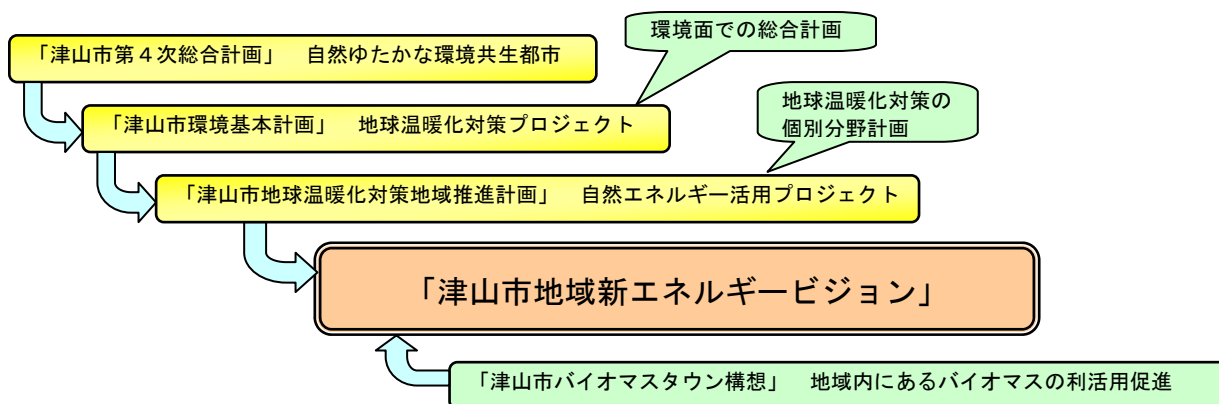 環境面での総合計画
「津山市第４次総合計画」　自然ゆたかな環境共生都市
地球温暖化対策の
個別分野計画
「津山市環境基本計画」　地球温暖化対策プロジェクト
「津山市地球温暖化対策地域推進計画」　自然エネルギー活用プロジェクト
「津山市地域新エネルギービジョン」
「津山市バイオマスタウン構想」　地域内にあるバイオマスの利活用促進